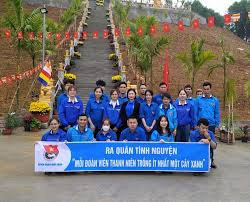 RA QUÂN TÌNH NGUYỆN
"MỖI ĐOÀN VIÊN THANH NIÊN TRỒNG ÍT NHẤT MỘT CÂY XANH"